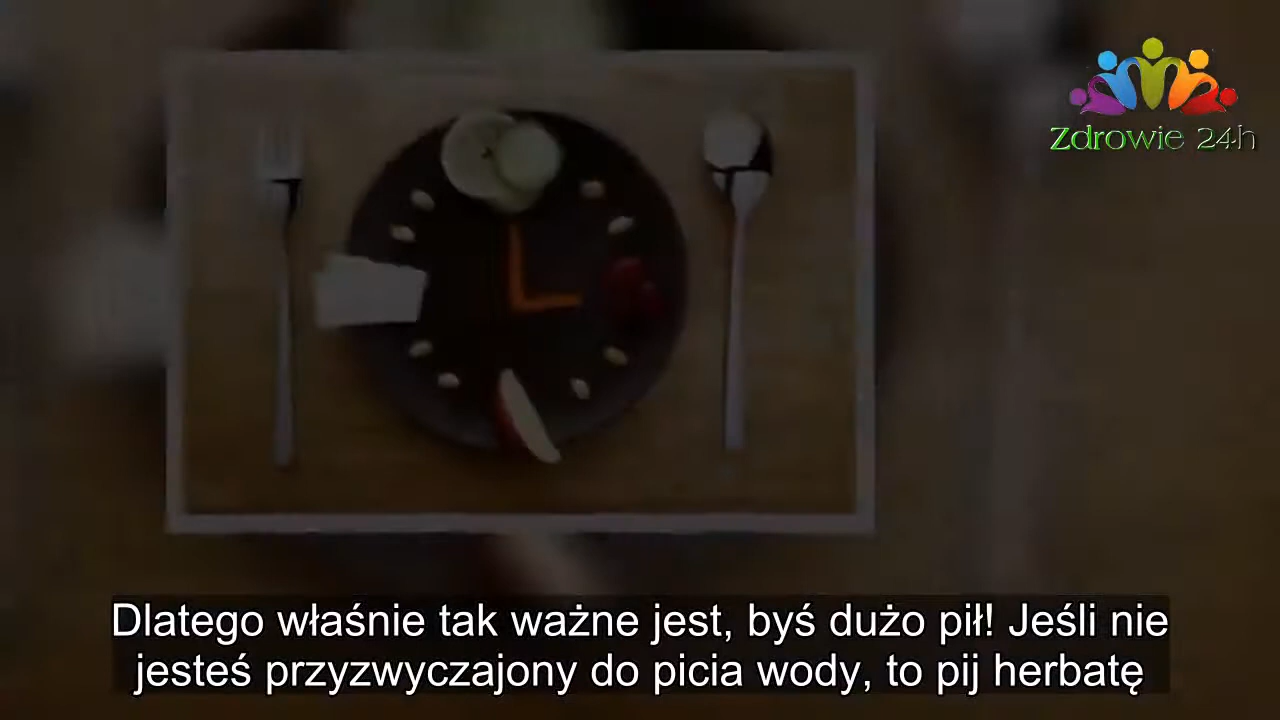 Zdrowie 24h
Dlatego właśnie tak ważne jest, byś dużo pił! Jeśli nie
jesteś przyzwyczajony do picia wody, to pij herbatę